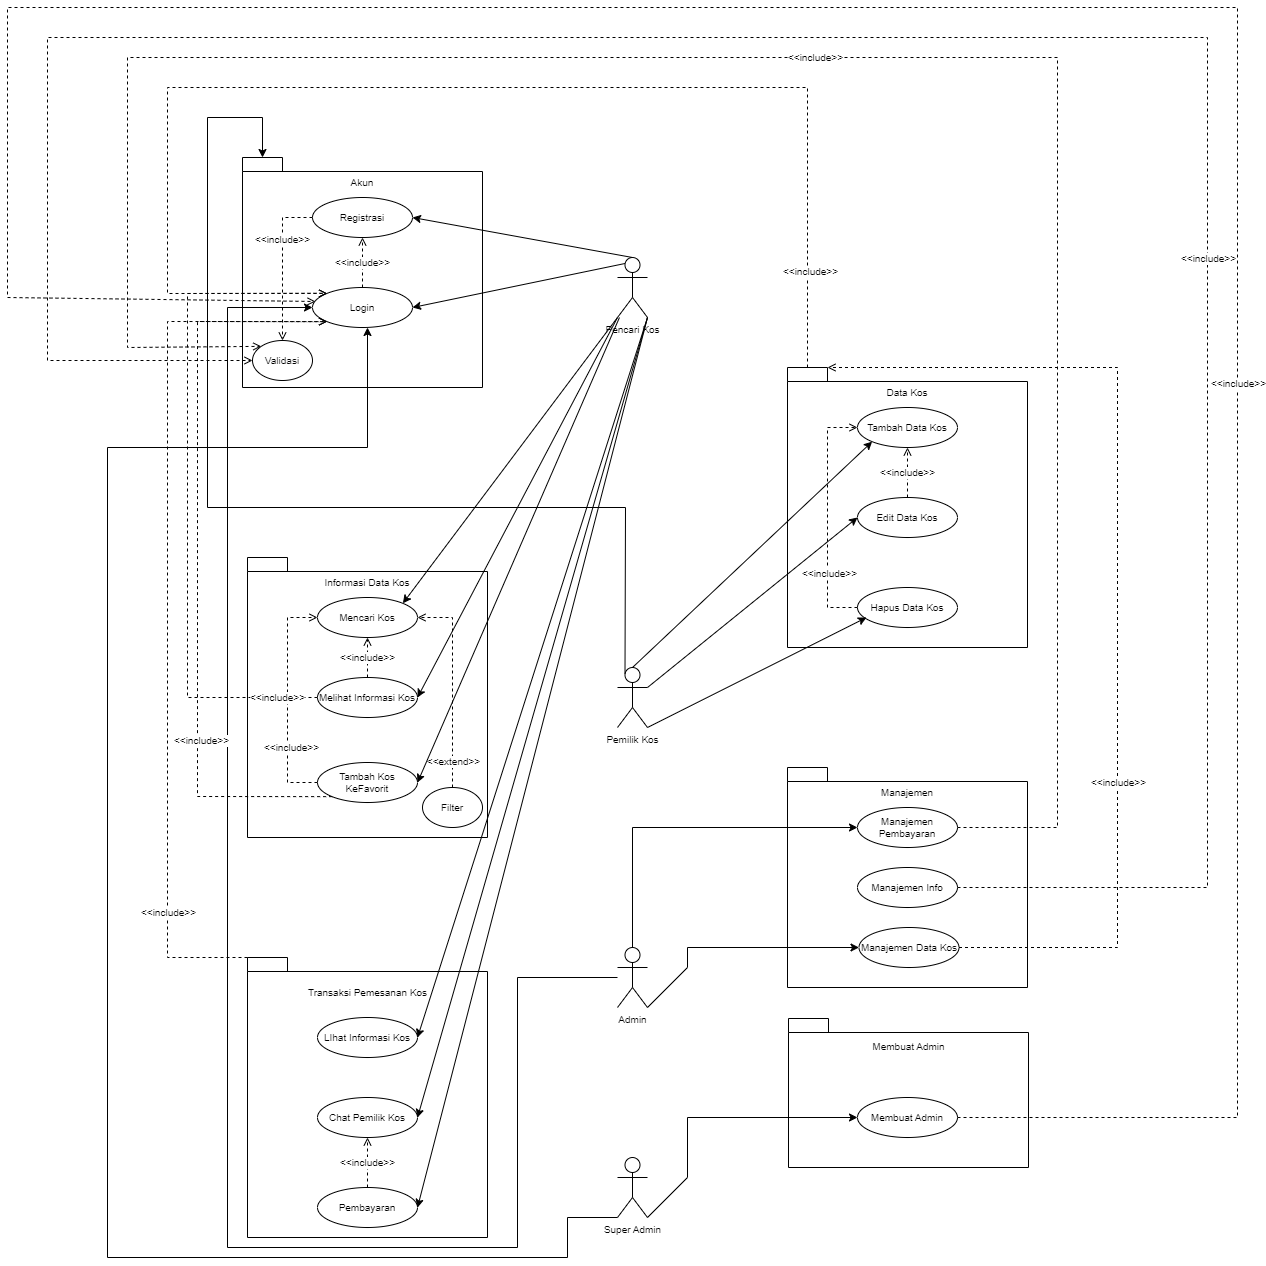 <<include>>
Akun
Registrasi
<<include>>
<<include>>
Login
Validasi
Pencari Kos
<<include>>
<<include>>
<<include>>
Data Kos
Tambah Data Kos
<<include>>
Edit Data Kos
<<include>>
Hapus Data Kos
Informasi Data Kos
Mencari Kos
<<include>>
<<include>>
Melihat Informasi Kos
<<include>>
<<include>>
<<extend>>
Tambah Kos
KeFavorit
Filter
Pemilik Kos
<<include>>
Manajemen
Manajemen
Pembayaran
Manajemen Info
Manajemen Data Kos
<<include>>
Admin
Transaksi Pemesanan Kos
LIhat Informasi Kos
Chat Pemilik Kos
<<include>>
Pembayaran
Membuat Admin
Membuat Admin
Super Admin